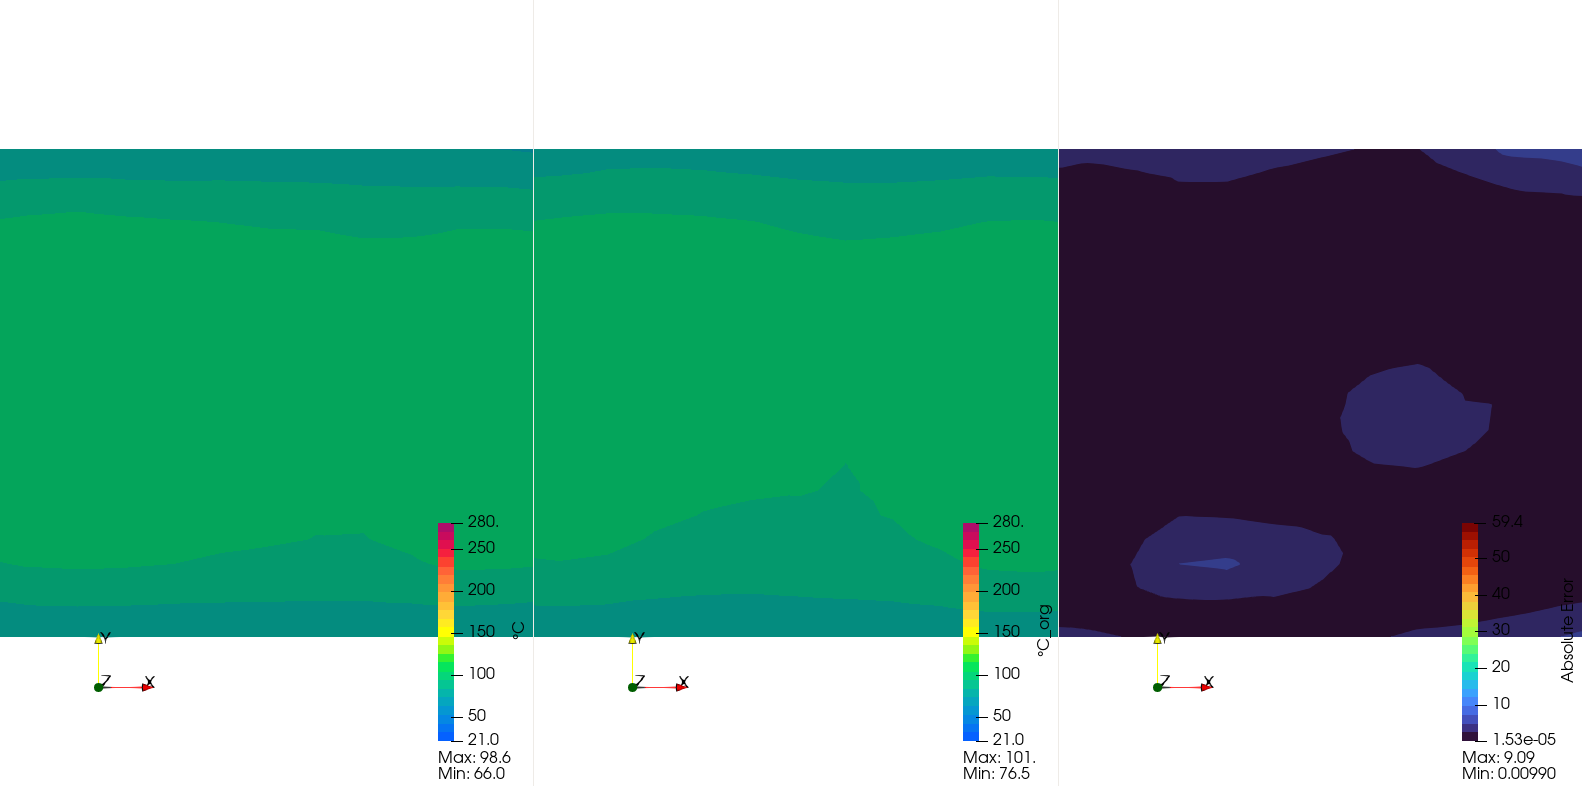 280.
250
200
150
100
50
21.0
°C
Max: 98.6
Min: 66.0
Y
Z
X
280.
250
200
150
100
50
21.0
°C_org
Max: 101.
Min: 76.5
Y
Z
X
59.4
50
40
30
20
10
1.53e-05
Absolute Error
Max: 9.09
Min: 0.00990
Y
Z
X